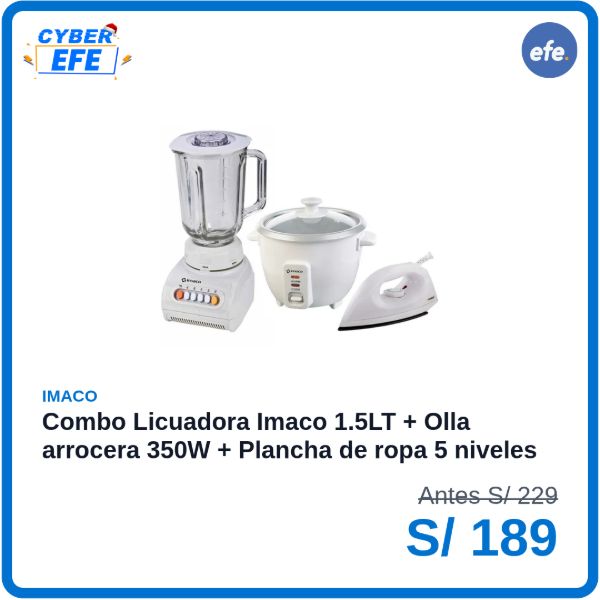 CYBER
EFE
efe.
IMACO
IMACO
Combo Licuadora Imaco 1.5LT + Olla
arrocera 350W + Plancha de ropa 5 niveles
Antes S/ 229
S/ 189